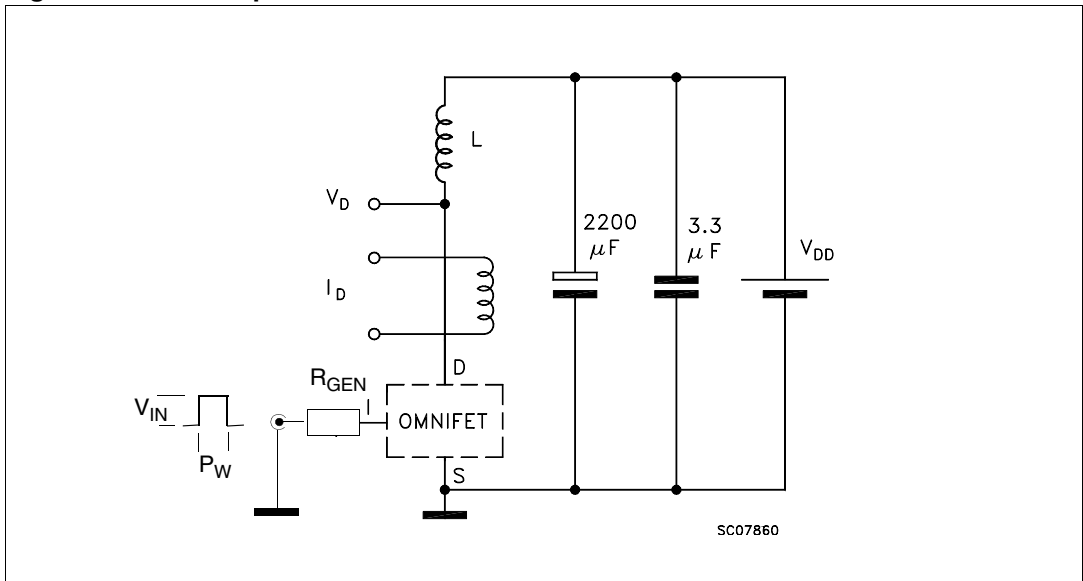 L
V_D
2200
μF
3.3
μF
V_DD
I_D
D
R_GEN
I
V_IN
OMNIFET
P_W
S
SC07860